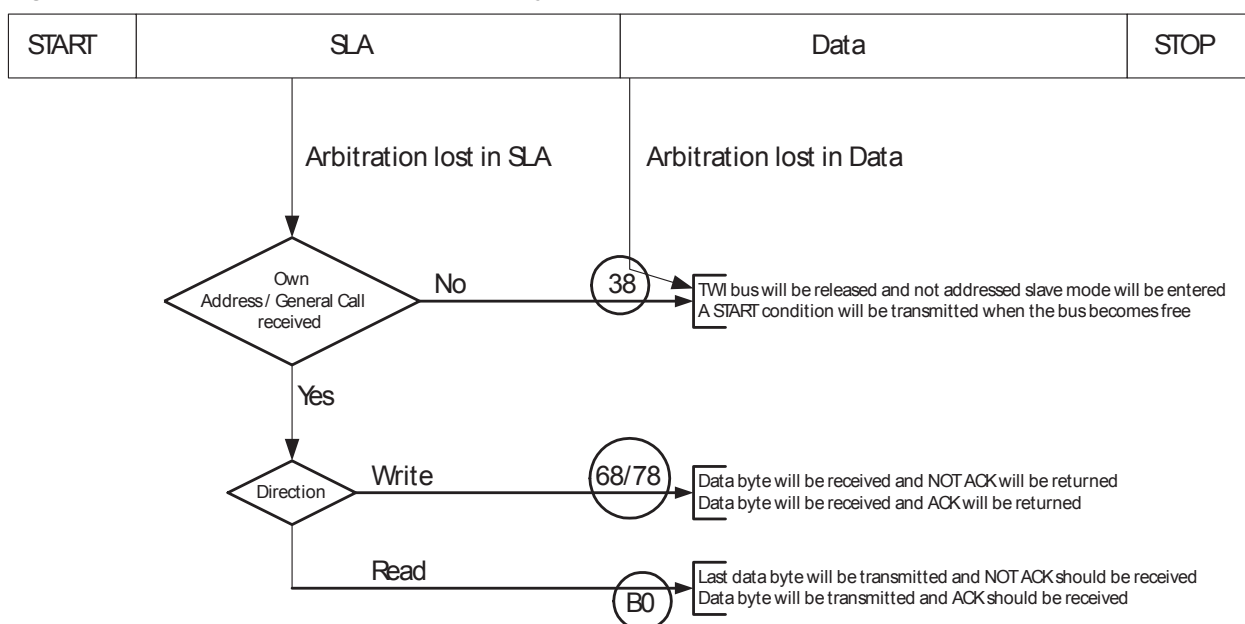 START SLA Data STOP
Arbitration lost in SLA Arbitration lost in Data
Own
Address / General Call
received
No
38
TWI bus will be released and not addressed slave mode will be entered
A START condition will be transmitted when the bus becomes free
Yes
Direction
Write
68/78
Data byte will be received and NOT ACK will be returned
Data byte will be received and ACK will be returned
Read
B0
Last data byte will be transmitted and NOT ACK should be received
Data byte will be transmitted and ACK should be received